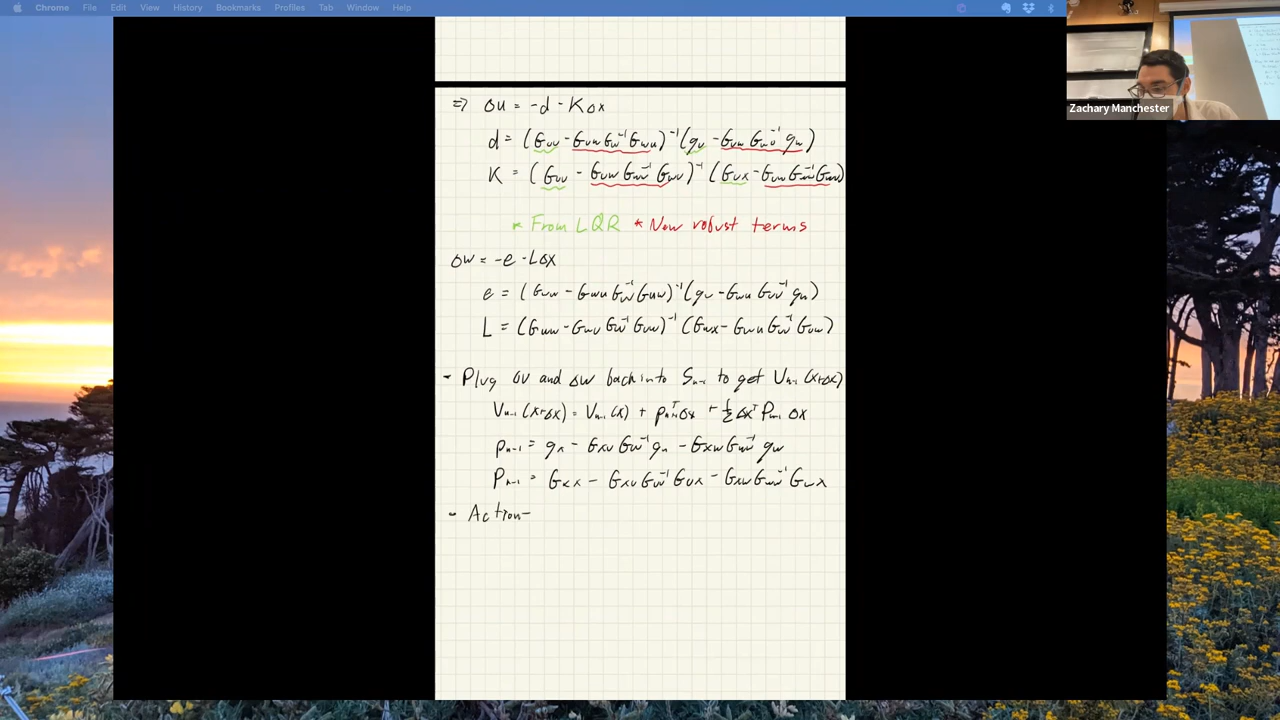 Chrome File Edit View History Bookmarks Profiles Tab Window Help
Zachary Manchester
⇒ Δu = -d - KΔx
d = (Guu - Guw Gww⁻¹ Gwu)⁻¹ (gu - Guw Gww⁻¹ gw)
K = (Guu - Guw Gww⁻¹ Gwu)⁻¹ (Gux - Guw Gww⁻¹ Gwx)
* From LQR * New robust terms
Δw = -e - LΔx
e = (Gww - Gwu Guu⁻¹ Guw)⁻¹ (gw - Gwu Guu⁻¹ gu)
L = (Gww - Gwu Guu⁻¹ Guw)⁻¹ (Gwx - Gwu Guu⁻¹ Gux)
- Plug Δu and Δw back into Sn-1 to get Vn-1(x+Δx)
Vn-1(x+Δx) = Vn-1(x) + pn-1ᵀΔx + ½ΔxᵀPn-1 Δx
pn-1 = gx - Gxu Guu⁻¹ gu - Gxw Gww⁻¹ gw
Pn-1 = Gxx - Gxu Guu⁻¹ Gux - Gxw Gww⁻¹ Gwx
- Action-